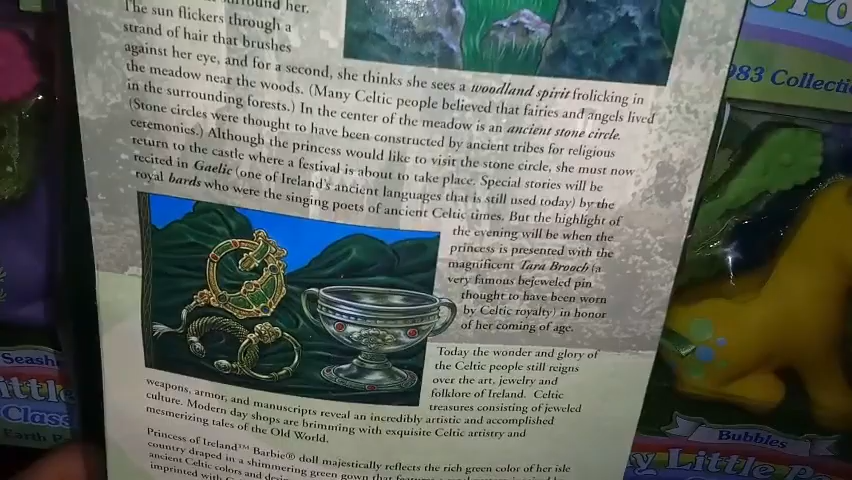 surround her.
The sun flickers through a
strand of hair that brushes
against her eye, and for a second, she thinks she sees a woodland spirit frolicking in
the meadow near the woods. (Many Celtic people believed that fairies and angels lived
in the surrounding forests.) In the center of the meadow is an ancient stone circle.
(Stone circles were thought to have been constructed by ancient tribes for religious
ceremonies.) Although the princess would like to visit the stone circle, she must now
return to the castle where a festival is about to take place. Special stories will be
recited in Gaelic (one of Ireland's ancient languages that is still used today) by the
royal bards who were the singing poets of ancient Celtic times. But the highlight of
the evening will be when the
princess is presented with the
magnificent Tara Brooch (a
very famous bejeweled pin
thought to have been worn
by Celtic royalty) in honor
of her coming of age.
Today the wonder and glory of
the Celtic people still reigns
over the art, jewelry and
folklore of Ireland. Celtic
treasures consisting of jeweled
weapons, armor, and manuscripts reveal an incredibly artistic and accomplished
culture. Modern day shops are brimming with exquisite Celtic artistry and
mesmerizing tales of the Old World.
Princess of Ireland™ Barbie® doll majestically reflects the rich green color of her isle
country draped in a shimmering green gown that
ancient Celtic colors and
imprinted with
Po
983 Collecti
Bubbles
y Little Po
Seash
ittle
Class
Earth